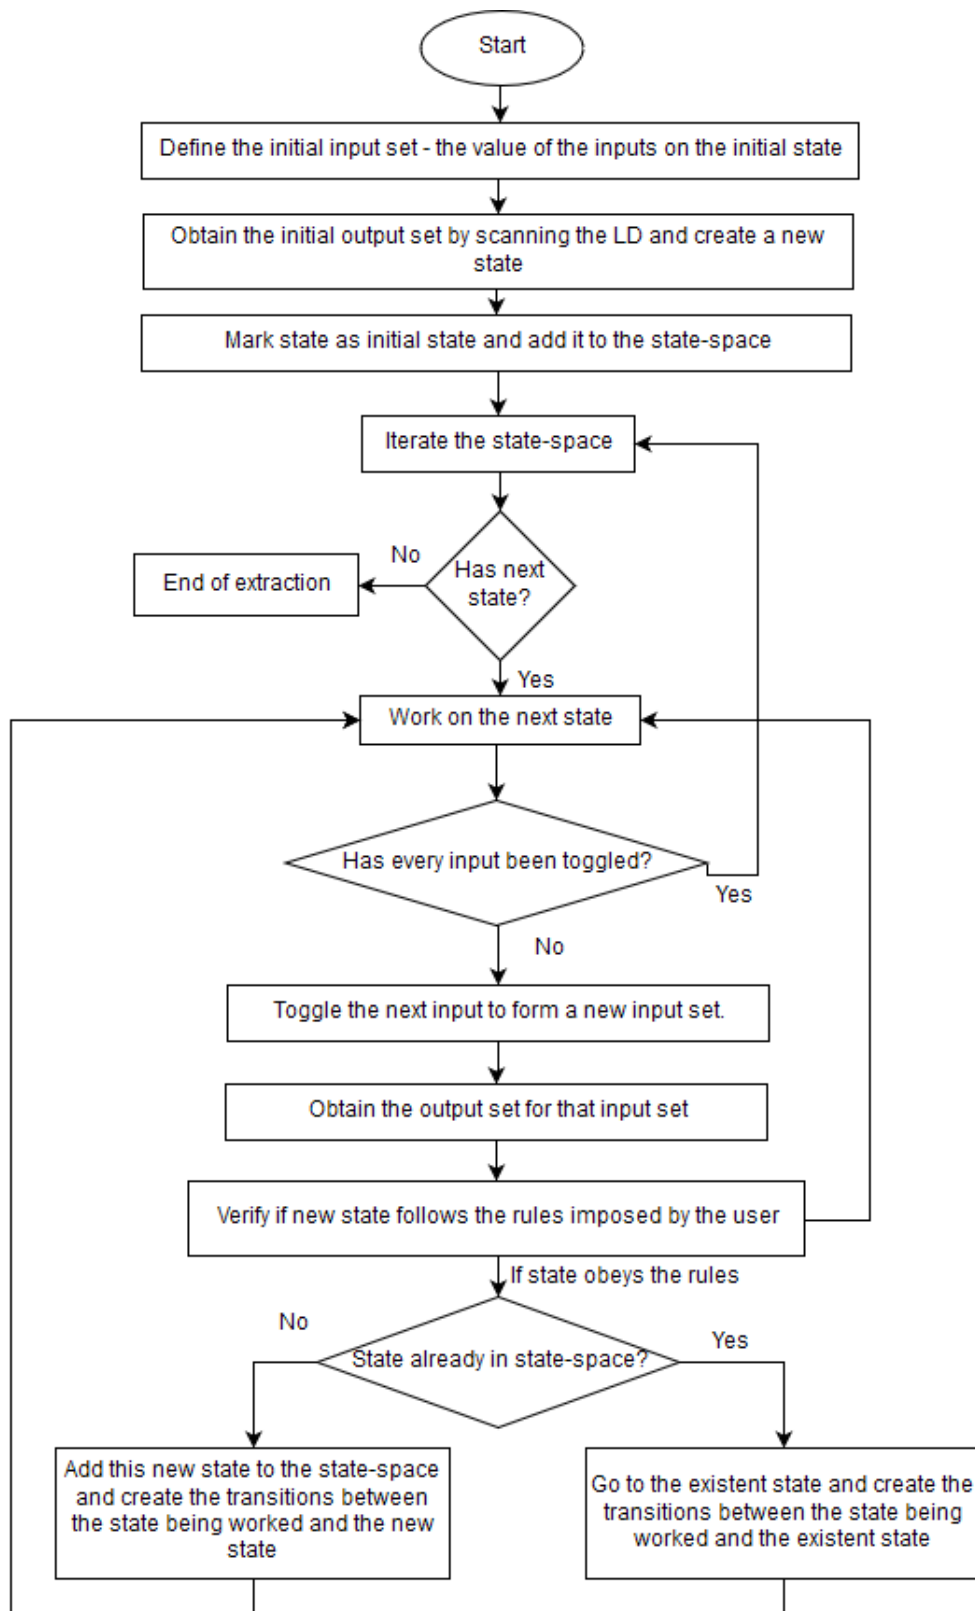 Start
Define the initial input set - the value of the inputs on the initial state
Obtain the initial output set by scanning the LD and create a new
state
Mark state as initial state and add it to the state-space
Iterate the state-space
No
End of extraction
Has next
state?
Yes
Work on the next state
Has every input been toggled?
Yes
No
Toggle the next input to form a new input set.
Obtain the output set for that input set
Verify if new state follows the rules imposed by the user
If state obeys the rules
No
Yes
State already in state-space?
Add this new state to the state-space
and create the transitions between
the state being worked and the new
state
Go to the existent state and create the
transitions between the state being
worked and the existent state